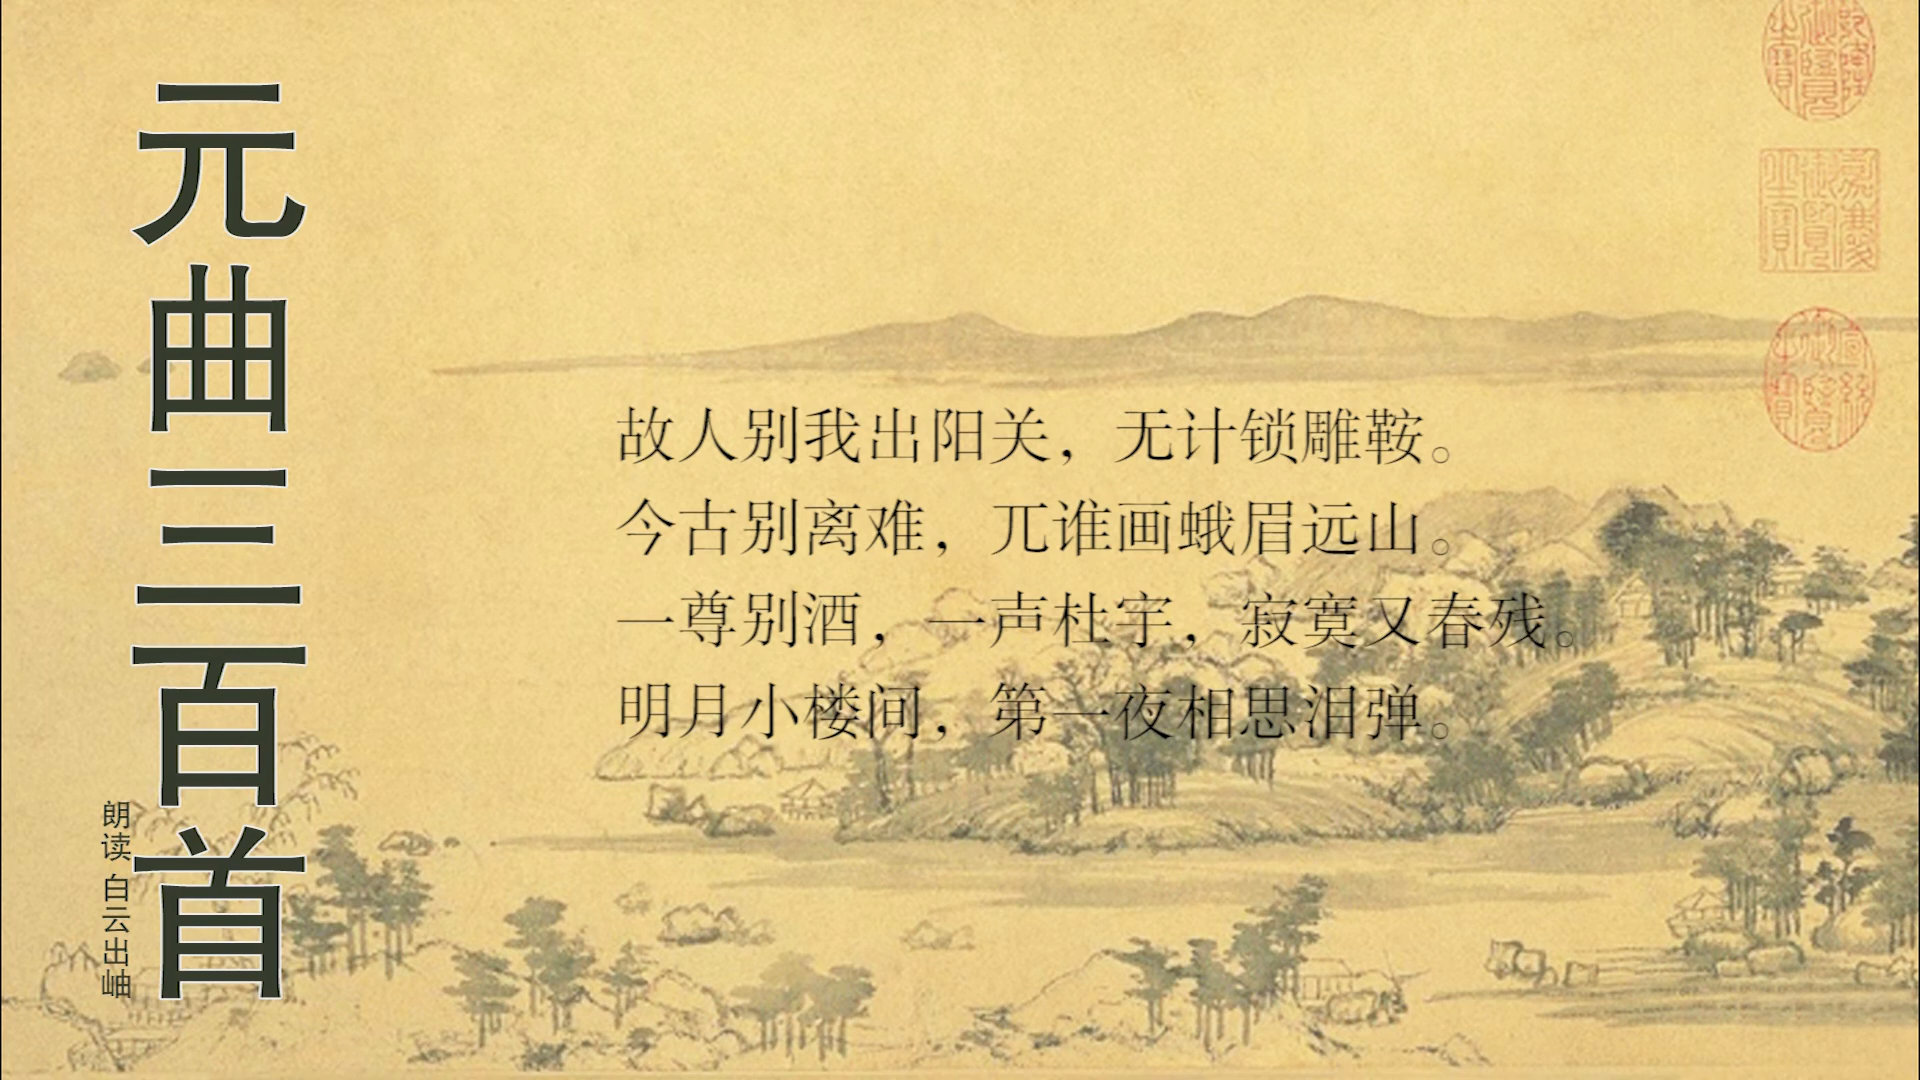 元曲三百首
朗读 白云出岫
故人别我出阳关，无计锁雕鞍。
今古别离难，兀谁画蛾眉远山。
一尊别酒，一声杜宇，寂寞又春残。
明月小楼间，第一夜相思泪弹。